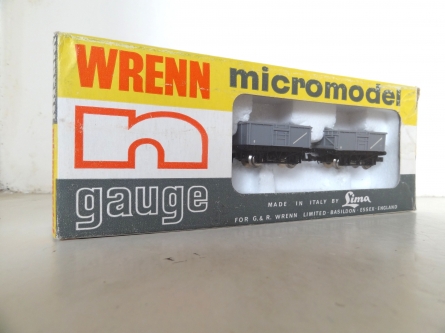 WRENN micromodel
n
gauge
MADE IN ITALY BY Lima
FOR G.& R. WRENN LIMITED · BASILDON · ESSEX · ENGLAND